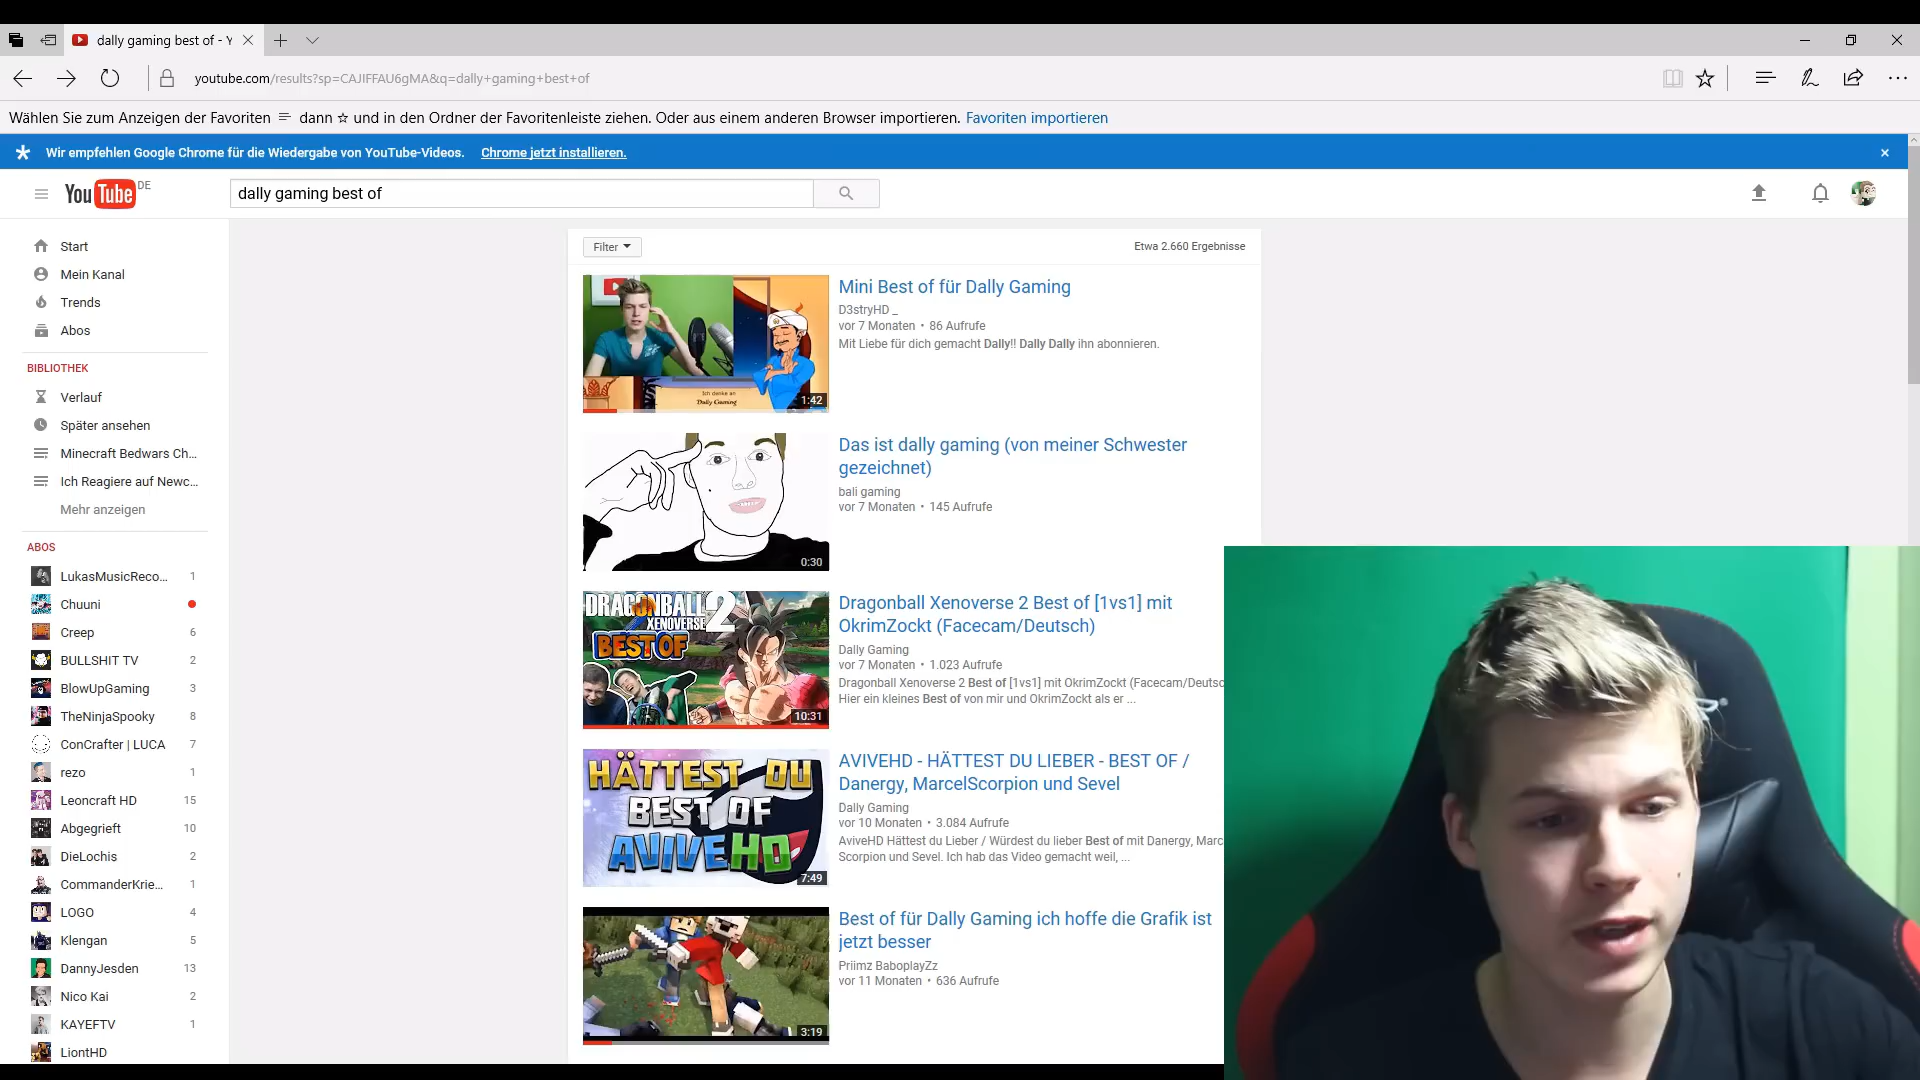 dally gaming best of - Y
youtube.com/results?sp=CAJIFFAU6gMA&q=dally+gaming+best+of
Wählen Sie zum Anzeigen der Favoriten dann und in den Ordner der Favoritenleiste ziehen. Oder aus einem anderen Browser importieren. Favoriten importieren
Wir empfehlen Google Chrome für die Wiedergabe von YouTube-Videos. Chrome jetzt installieren.
YouTube DE
dally gaming best of
Start
Mein Kanal
Trends
Abos
BIBLIOTHEK
Verlauf
Später ansehen
Minecraft Bedwars Ch...
Ich Reagiere auf Newc...
Mehr anzeigen
ABOS
LukasMusicReco... 1
Chuuni
Creep 6
BULLSHIT TV 2
BlowUpGaming 3
TheNinjaSpooky 8
ConCrafter | LUCA 7
rezo 1
Leoncraft HD 15
Abgegrieft 10
DieLochis 2
CommanderKrie... 1
LOGO 4
Klengan 5
DannyJesden 13
Nico Kai 2
KAYEFTV 1
LiontHD
Filter
Etwa 2.660 Ergebnisse
Ich denke an
Dally Gaming
1:42
Mini Best of für Dally Gaming
D3stryHD _
vor 7 Monaten • 86 Aufrufe
Mit Liebe für dich gemacht Dally!! Dally Dally ihn abonnieren.
0:30
Das ist dally gaming (von meiner Schwester
gezeichnet)
bali gaming
vor 7 Monaten • 145 Aufrufe
DRAGONBALL
XENOVERSE 2
BEST OF
10:31
Dragonball Xenoverse 2 Best of [1vs1] mit
OkrimZockt (Facecam/Deutsch)
Dally Gaming
vor 7 Monaten • 1.023 Aufrufe
Dragonball Xenoverse 2 Best of [1vs1] mit OkrimZockt (Facecam/Deutsc
Hier ein kleines Best of von mir und OkrimZockt als er ...
HÄTTEST DU
BEST OF
AVIVEHD
7:49
AVIVEHD - HÄTTEST DU LIEBER - BEST OF /
Danergy, MarcelScorpion und Sevel
Dally Gaming
vor 10 Monaten • 3.084 Aufrufe
AviveHD Hättest du Lieber / Würdest du lieber Best of mit Danergy, Marc
Scorpion und Sevel. Ich hab das Video gemacht weil, ...
3:19
Best of für Dally Gaming ich hoffe die Grafik ist
jetzt besser
Priimz BaboplayZz
vor 11 Monaten • 636 Aufrufe